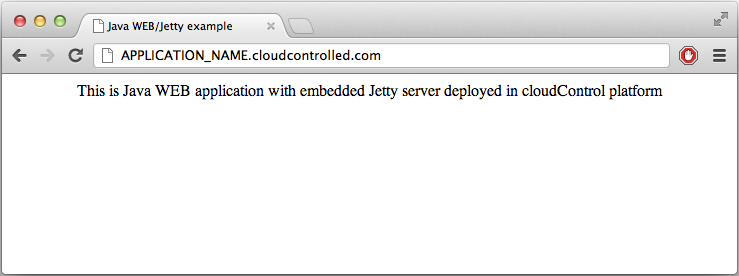 Java WEB/Jetty example
APPLICATION_NAME.cloudcontrolled.com
This is Java WEB application with embedded Jetty server deployed in cloudControl platform